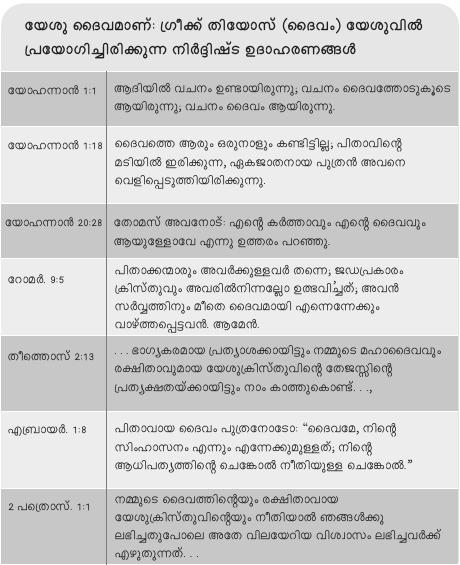 യേശു ദൈവമാണ്: ഗ്രീക്ക് തിയോസ് (ദൈവം) യേശുവിൽ
പ്രയോഗിച്ചിരിക്കുന്ന നിർദ്ദിഷ്ട ഉദാഹരണങ്ങൾ
യോഹന്നാൻ 1:1
ആദിയിൽ വചനം ഉണ്ടായിരുന്നു; വചനം ദൈവത്തോടുകൂടെ
ആയിരുന്നു; വചനം ദൈവം ആയിരുന്നു.
യോഹന്നാൻ 1:18
ദൈവത്തെ ആരും ഒരുനാളും കണ്ടിട്ടില്ല; പിതാവിന്റെ
മടിയിൽ ഇരിക്കുന്ന, ഏകജാതനായ പുത്രൻ അവനെ
വെളിപ്പെടുത്തിയിരിക്കുന്നു.
യോഹന്നാൻ 20:28
തോമസ് അവനോട്: എന്റെ കർത്താവും എന്റെ ദൈവവും
ആയുള്ളോവേ എന്നു ഉത്തരം പറഞ്ഞു.
റോമർ. 9:5
പിതാക്കന്മാരും അവർക്കുള്ളവർ തന്നെ; ജഡപ്രകാരം
ക്രിസ്തുവും അവരിൽനിന്നല്ലോ ഉത്ഭവിച്ചത്; അവൻ
സർവ്വത്തിനും മീതെ ദൈവമായി എന്നെന്നേക്കും
വാഴ്ത്തപ്പെട്ടവൻ. ആമേൻ.
തീത്തൊസ് 2:13
. . . ഭാഗ്യകരമായ പ്രത്യാശക്കായിട്ടും നമ്മുടെ മഹാദൈവവും
രക്ഷിതാവുമായ യേശുക്രിസ്തുവിന്റെ തേജസ്സിന്റെ
പ്രത്യക്ഷതയ്ക്കായിട്ടും നാം കാത്തുകൊണ്ട്. . .,
എബ്രായർ. 1:8
പിതാവായ ദൈവം പുത്രനോടോ: “ദൈവമേ, നിന്റെ
സിംഹാസനം എന്നും എന്നേക്കുമുള്ളത്; നിന്റെ
ആധിപത്യത്തിന്റെ ചെങ്കോൽ നീതിയുള്ള ചെങ്കോൽ.”
2 പത്രൊസ്. 1:1
നമ്മുടെ ദൈവത്തിന്റെയും രക്ഷിതാവായ
യേശുക്രിസ്തുവിന്റെയും നീതിയാൽ ഞങ്ങൾക്കു
ലഭിച്ചതുപോലെ അതേ വിലയേറിയ വിശ്വാസം ലഭിച്ചവർക്ക്
എഴുതുന്നത്. . .